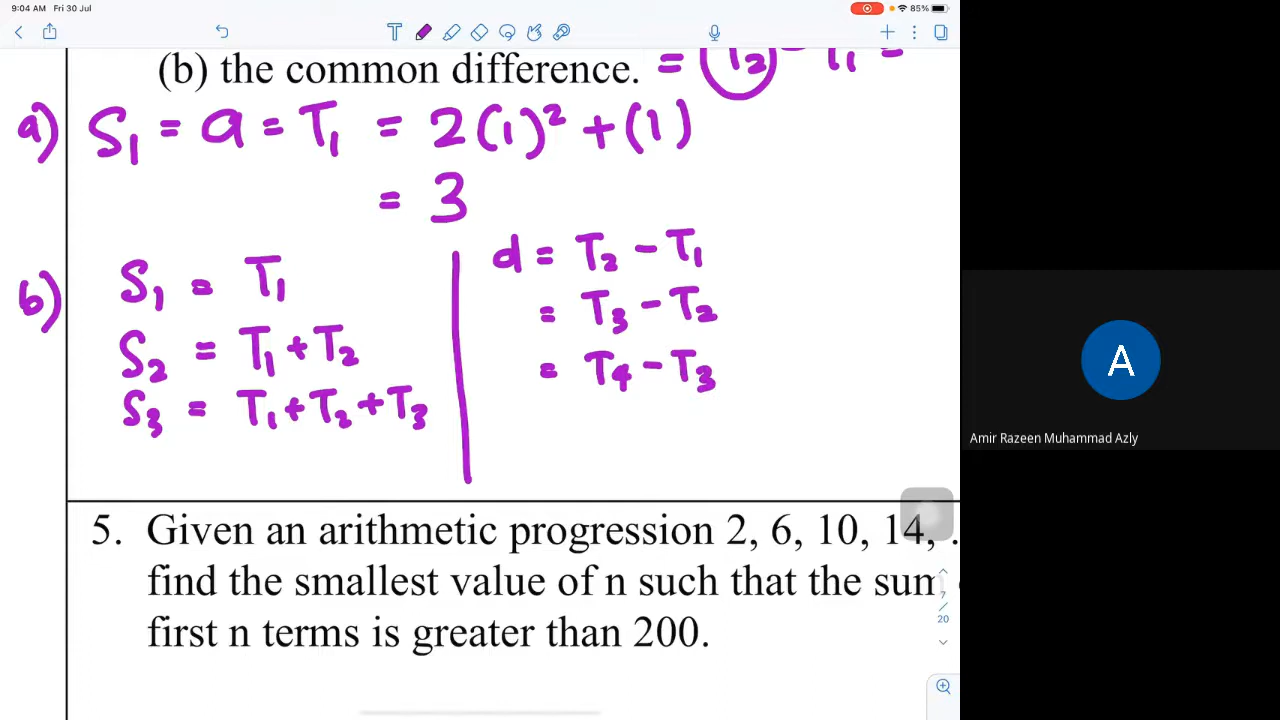 9:04 AM Fri 30 Jul
85%
T
(b) the common difference. = T₂ - T₁ =
a) S₁ = a = T₁ = 2(1)² + (1)
= 3
b) S₁ = T₁
S₂ = T₁ + T₂
S₃ = T₁ + T₂ + T₃
d = T₂ - T₁
= T₃ - T₂
= T₄ - T₃
5. Given an arithmetic progression 2, 6, 10, 14, .
find the smallest value of n such that the sum
first n terms is greater than 200.
7
/
20
A
Amir Razeen Muhammad Azly